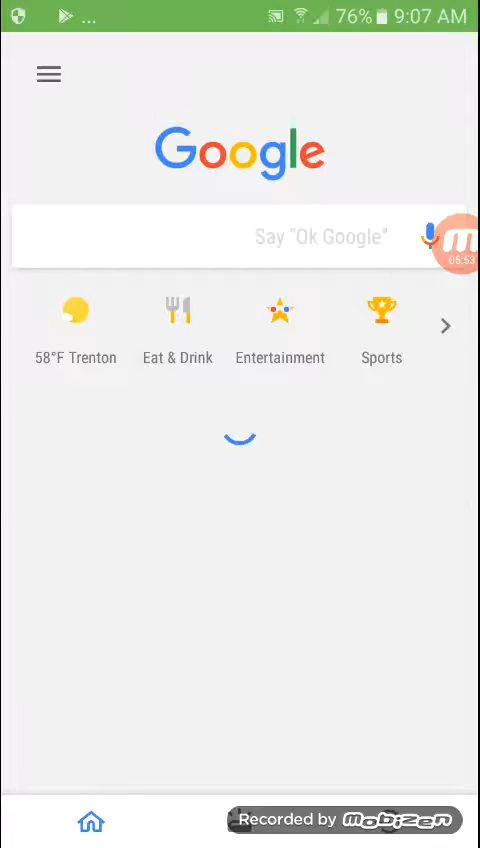 ... 76% 9:07 AM
Google
Say "Ok Google"
05:53
58°F Trenton Eat & Drink Entertainment Sports
Recorded by mobizen